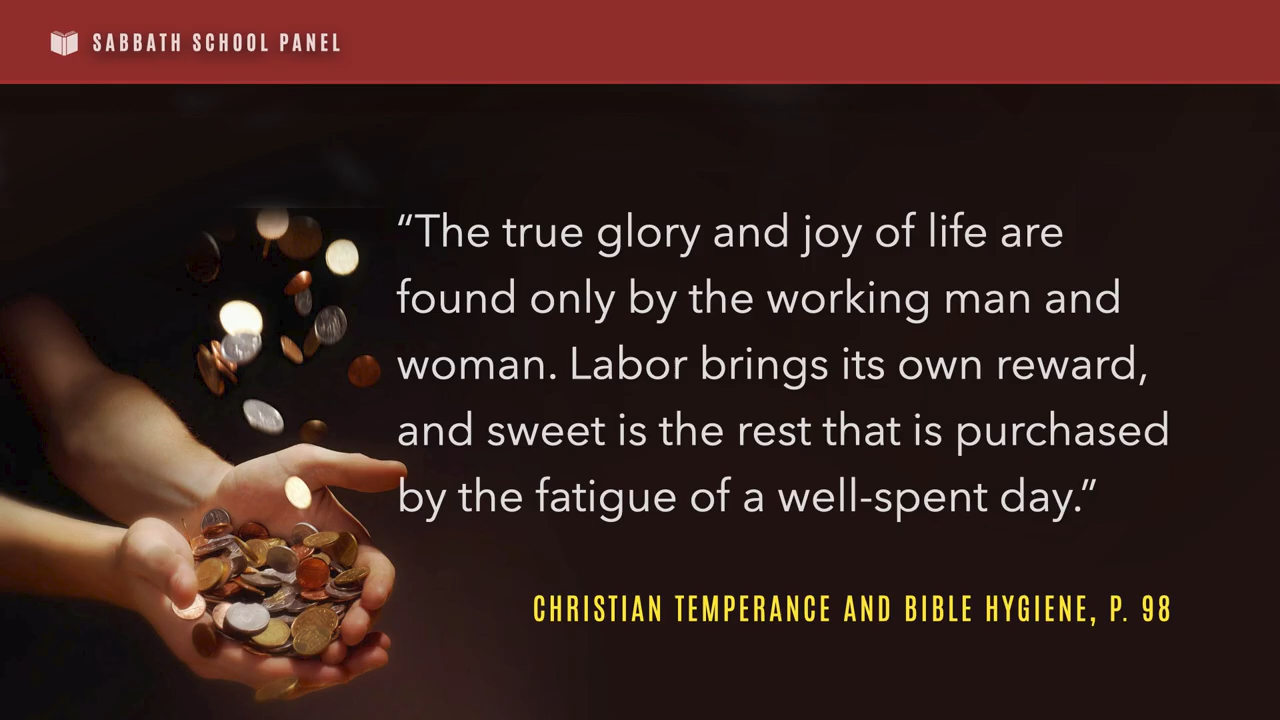 SABBATH SCHOOL PANEL
“The true glory and joy of life are
found only by the working man and
woman. Labor brings its own reward,
and sweet is the rest that is purchased
by the fatigue of a well-spent day.”
CHRISTIAN TEMPERANCE AND BIBLE HYGIENE, P. 98